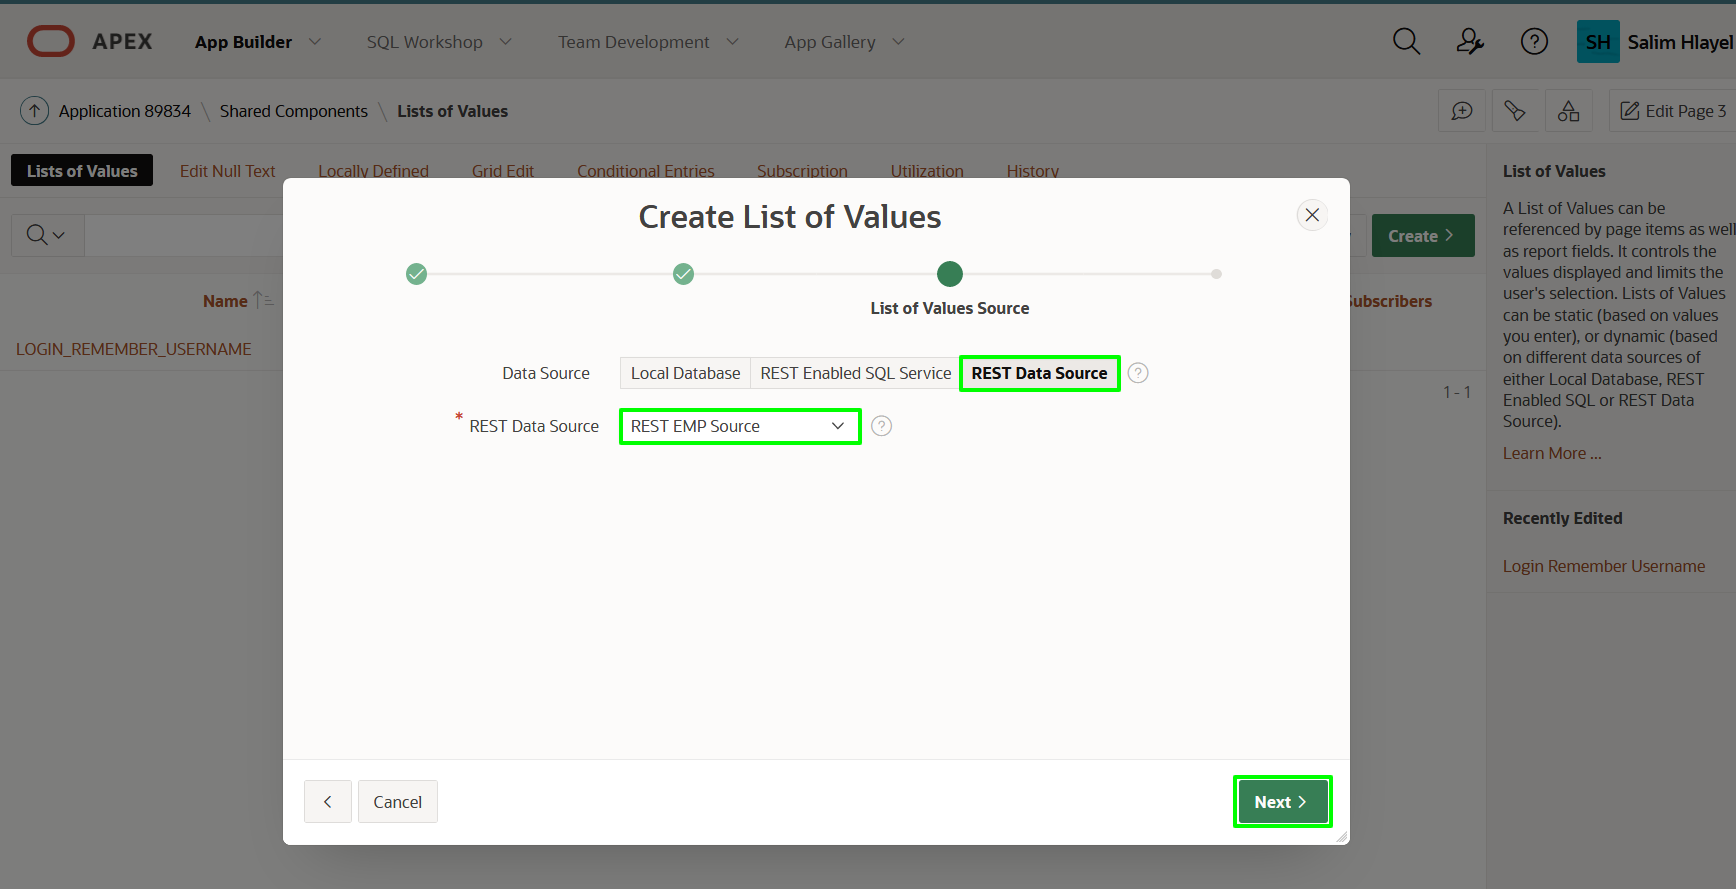 APEX App Builder SQL Workshop Team Development App Gallery SH Salim Hlayel
Application 89834 \ Shared Components \ Lists of Values
Edit Page 3
Lists of Values Edit Null Text Locally Defined Grid Edit Conditional Entries Subscription Utilization History
Create >
Name
Subscribers
LOGIN_REMEMBER_USERNAME
1 - 1
Create List of Values
List of Values Source
Data Source Local Database REST Enabled SQL Service REST Data Source ?
* REST Data Source REST EMP Source ?
< Cancel Next >
List of Values
A List of Values can be
referenced by page items as well
as report fields. It controls the
values displayed and limits the
user's selection. Lists of Values
can be static (based on values
you enter), or dynamic (based
on different data sources of
either Local Database, REST
Enabled SQL or REST Data
Source).
Learn More ...
Recently Edited
Login Remember Username